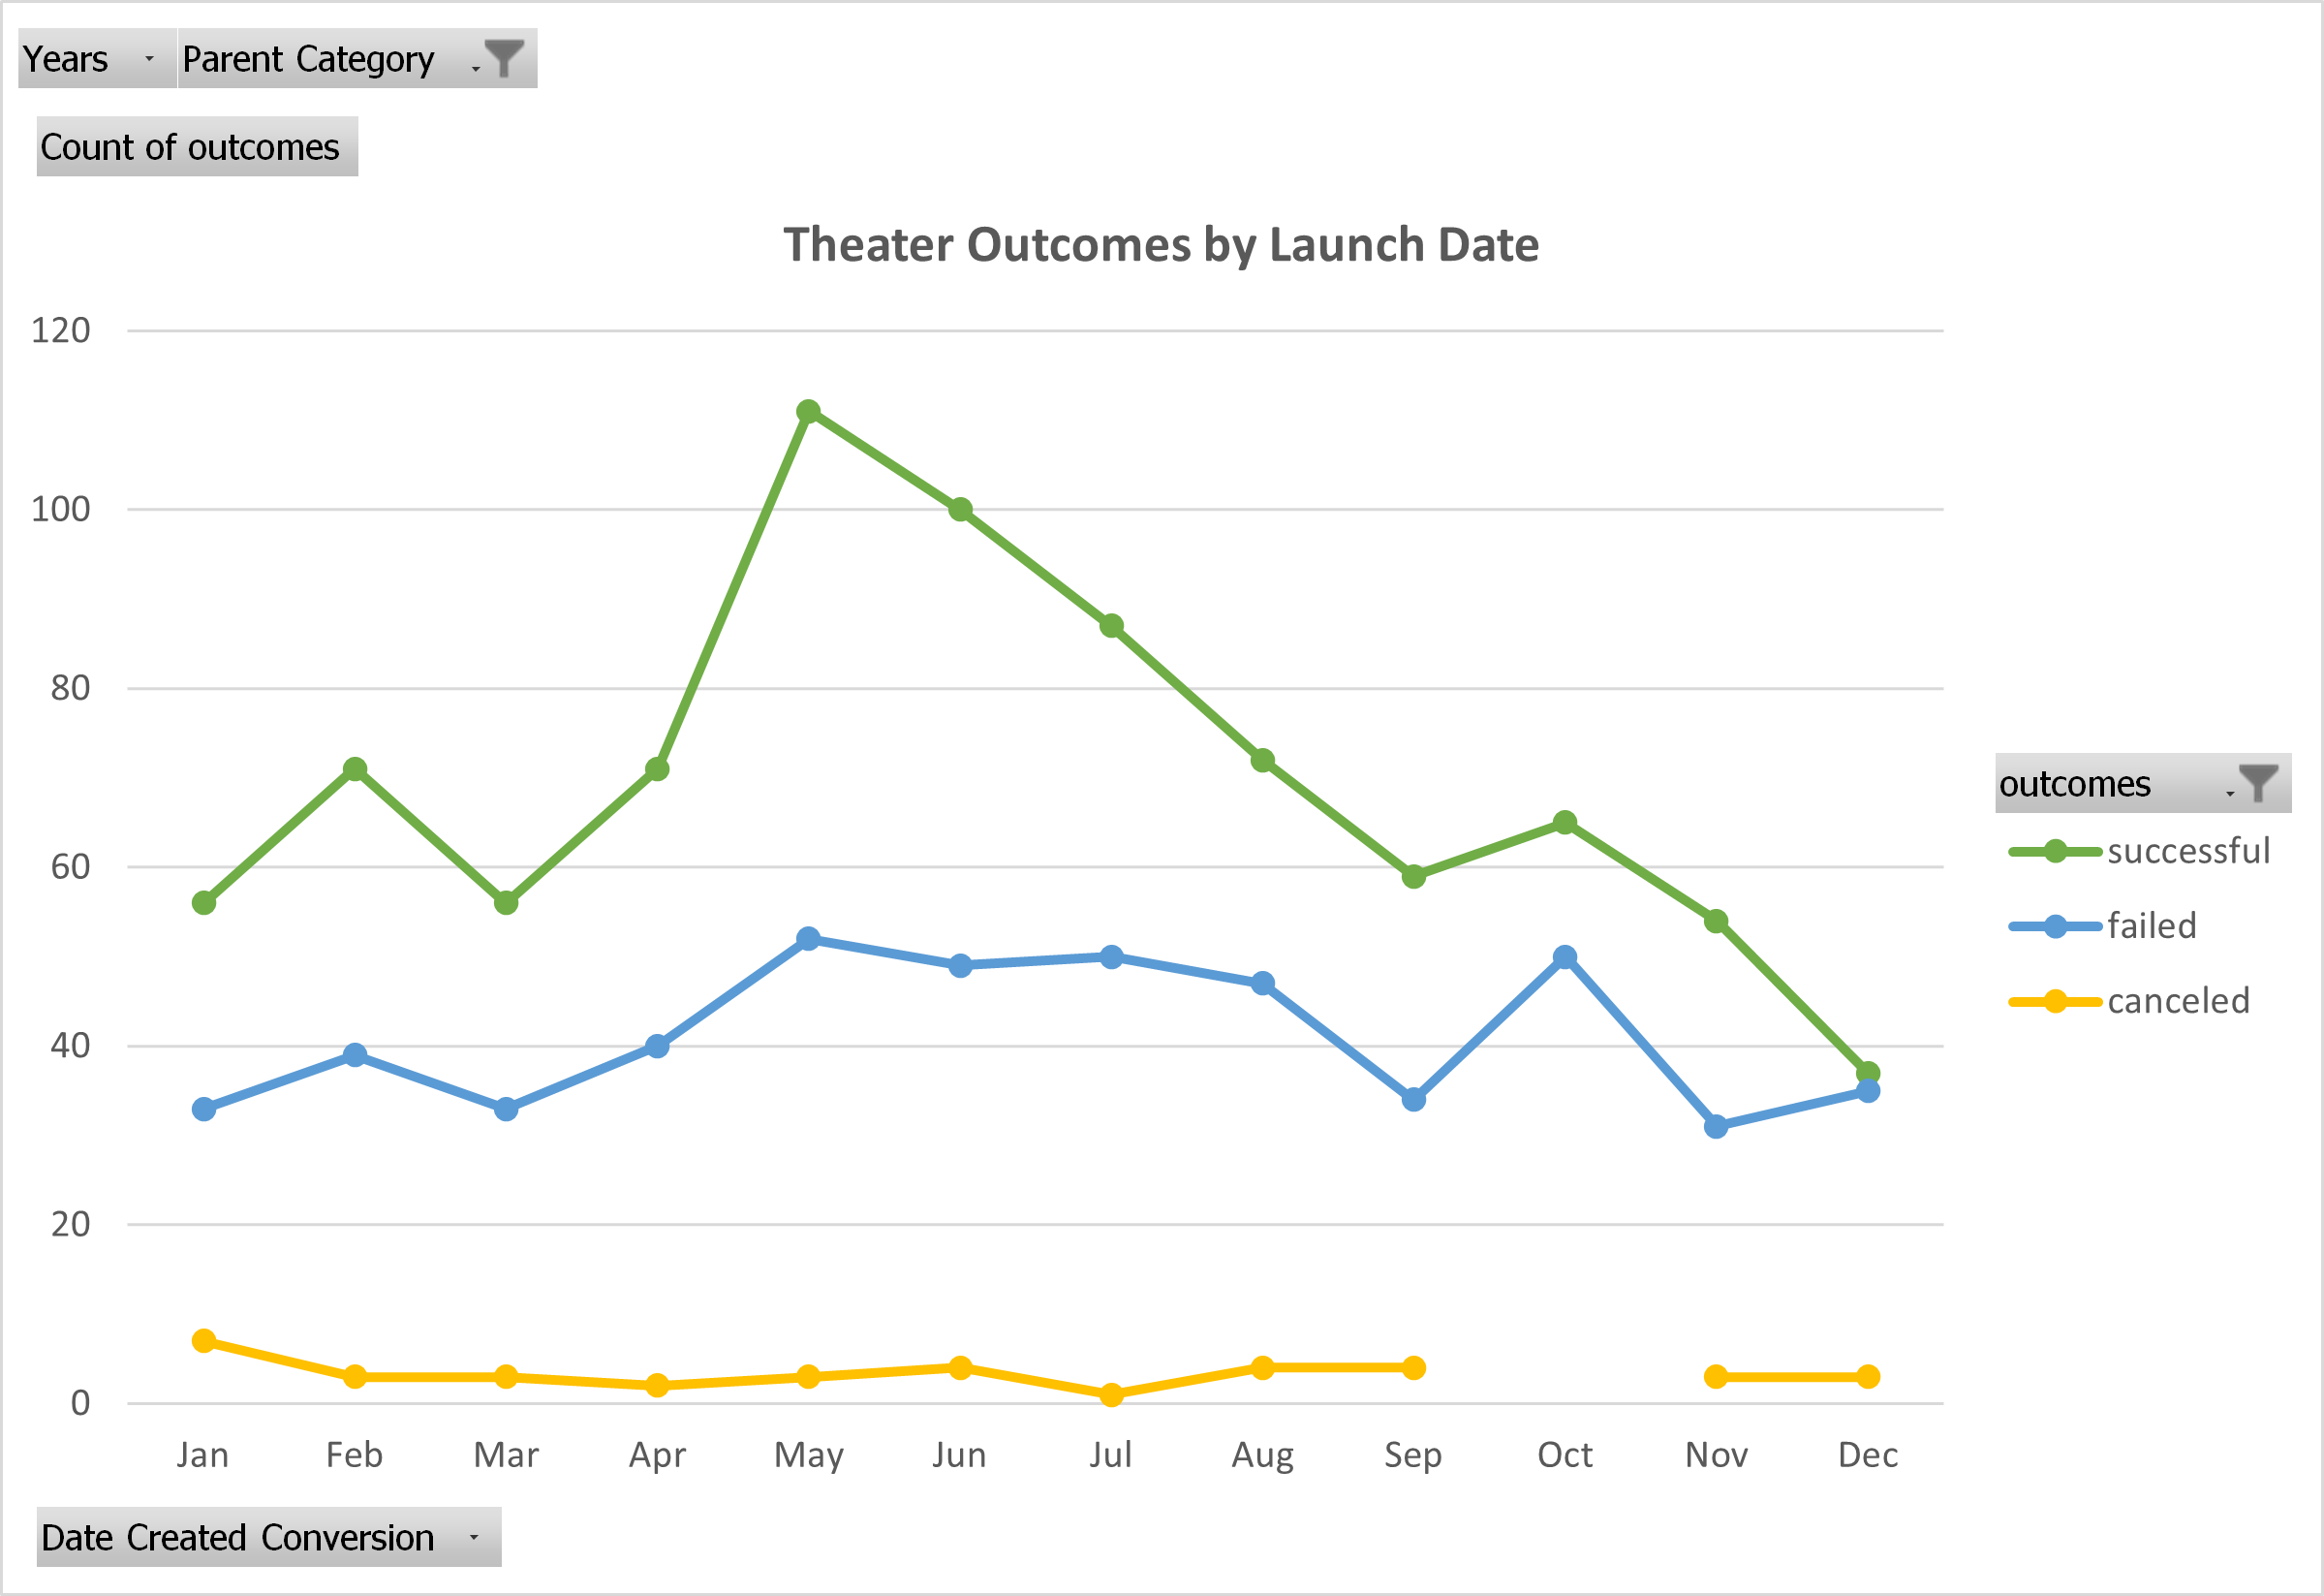 Years Parent Category
Count of outcomes
Theater Outcomes by Launch Date
120
100
80
60
40
20
0
Jan Feb Mar Apr May Jun Jul Aug Sep Oct Nov Dec
outcomes
successful
failed
canceled
Date Created Conversion